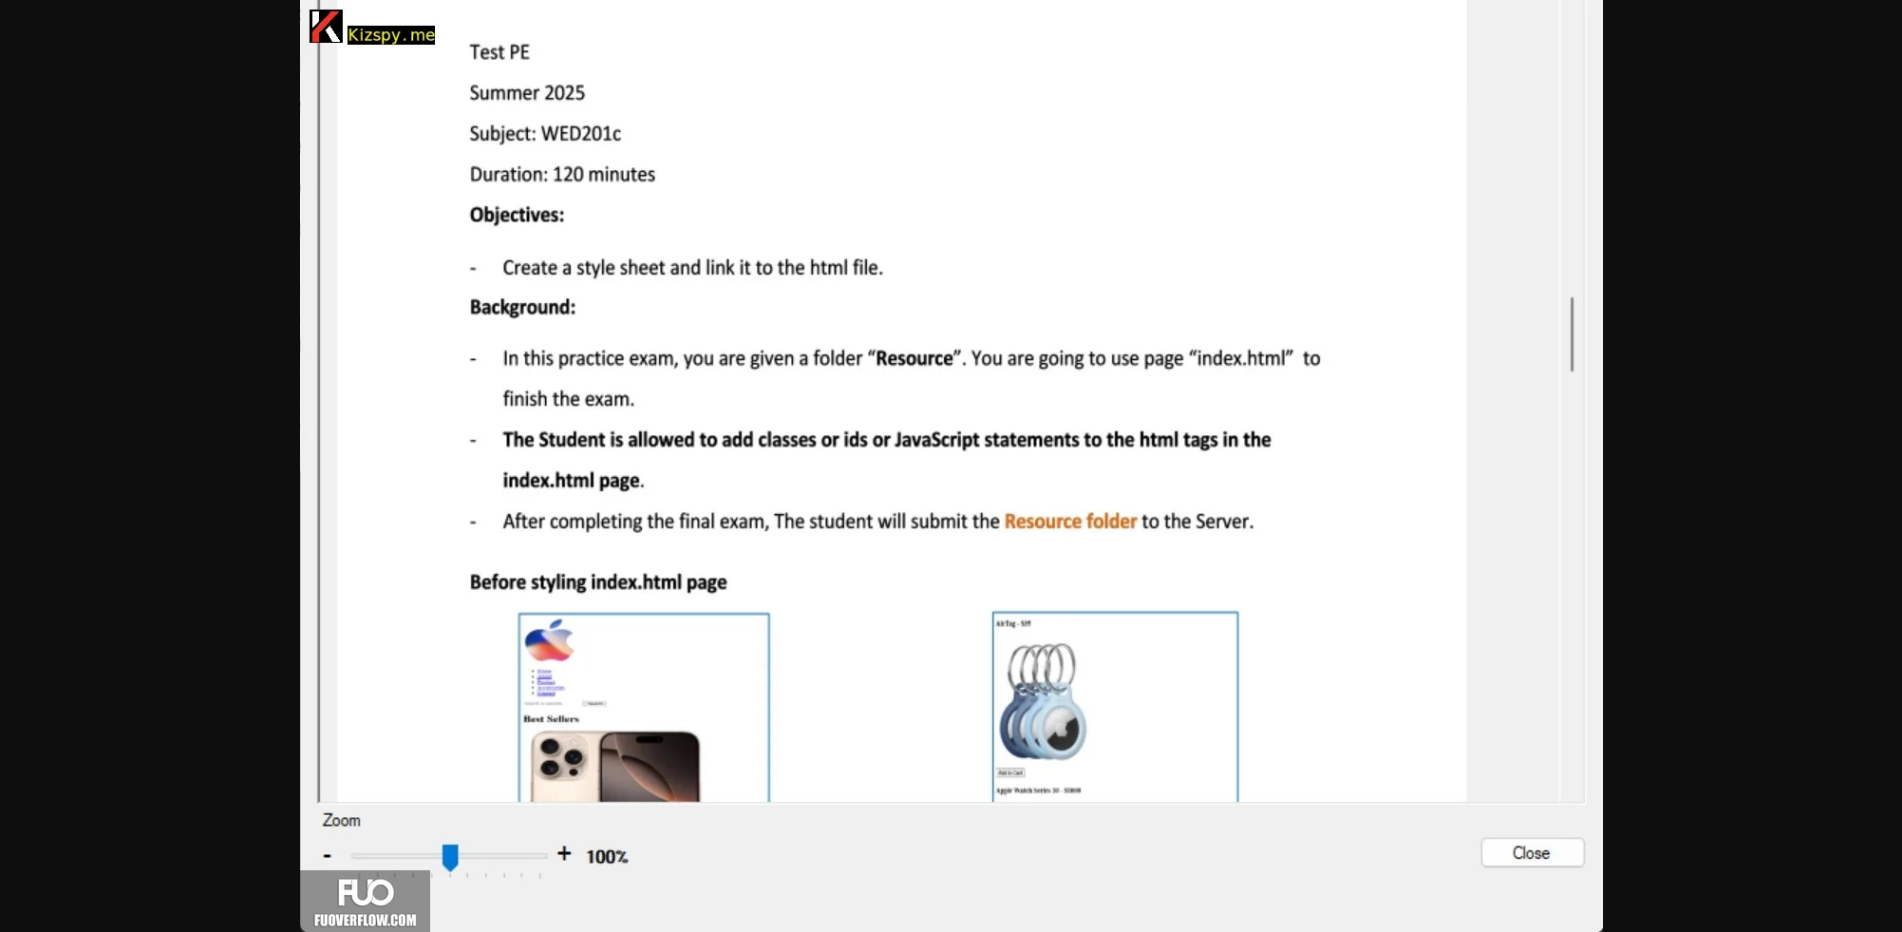 Kizspy.me
Test PE
Summer 2025
Subject: WED201c
Duration: 120 minutes
Objectives:
- Create a style sheet and link it to the html file.
Background:
- In this practice exam, you are given a folder “Resource”. You are going to use page “index.html” to
finish the exam.
- The Student is allowed to add classes or ids or JavaScript statements to the html tags in the
index.html page.
- After completing the final exam, The student will submit the Resource folder to the Server.
Before styling index.html page
Best Sellers
AirTag - $35
Add to Cart
Apple Watch Series 10 - $1000
Zoom
- + 100%
Close
FUO
FUOVERFLOW.COM